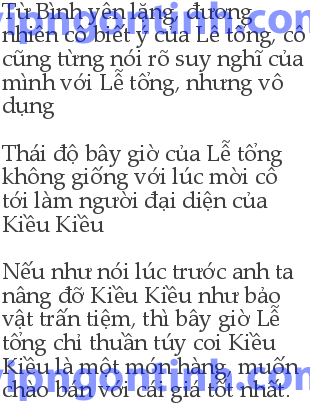 Từ Bình yên lặng, đương
nhiên cô biết ý của Lễ tổng, cô
cũng từng nói rõ suy nghĩ của
mình với Lễ tổng, nhưng vô
dụng
Thái độ bây giờ của Lễ tổng
không giống với lúc mời cô
tới làm người đại diện của
Kiều Kiều
Nếu như nói lúc trước anh ta
nâng đỡ Kiều Kiều như bảo
vật trấn tiệm, thì bây giờ Lễ
tổng chỉ thuần túy coi Kiều
Kiều là một món hàng, muốn
chào bán với cái giá tốt nhất.